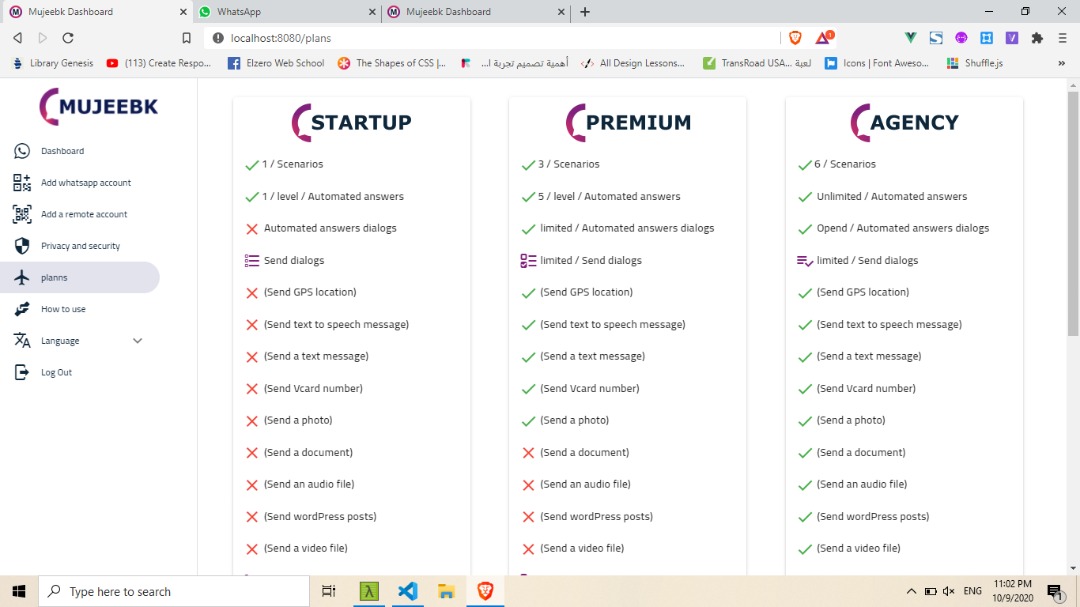 Mujeebk Dashboard
WhatsApp
Mujeebk Dashboard
localhost:8080/plans
1
Library Genesis
(113) Create Respo...
Elzero Web School
The Shapes of CSS |...
أهمية تصميم تجربة ا...
All Design Lessons...
لعبة TransRoad USA...
Icons | Font Aweso...
Shuffle.js
»
MUJEEBK
Dashboard
Add whatsapp account
Add a remote account
Privacy and security
planns
How to use
Language
Log Out
STARTUP
1 / Scenarios
1 / level / Automated answers
Automated answers dialogs
Send dialogs
(Send GPS location)
(Send text to speech message)
(Send a text message)
(Send Vcard number)
(Send a photo)
(Send a document)
(Send an audio file)
(Send wordPress posts)
(Send a video file)
PREMIUM
3 / Scenarios
5 / level / Automated answers
limited / Automated answers dialogs
limited / Send dialogs
(Send GPS location)
(Send text to speech message)
(Send a text message)
(Send Vcard number)
(Send a photo)
(Send a document)
(Send an audio file)
(Send wordPress posts)
(Send a video file)
AGENCY
6 / Scenarios
Unlimited / Automated answers
Opend / Automated answers dialogs
limited / Send dialogs
(Send GPS location)
(Send text to speech message)
(Send a text message)
(Send Vcard number)
(Send a photo)
(Send a document)
(Send an audio file)
(Send wordPress posts)
(Send a video file)
Type here to search
ENG
11:02 PM
10/9/2020
1